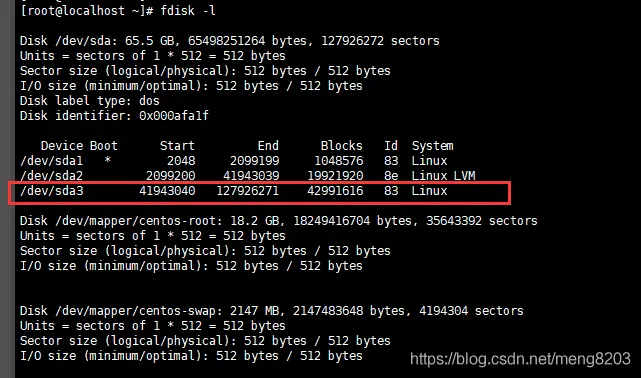 [root@localhost ~]# fdisk -l
Disk /dev/sda: 65.5 GB, 65498251264 bytes, 127926272 sectors
Units = sectors of 1 * 512 = 512 bytes
Sector size (logical/physical): 512 bytes / 512 bytes
I/O size (minimum/optimal): 512 bytes / 512 bytes
Disk label type: dos
Disk identifier: 0x000afa1f
Device Boot Start End Blocks Id System
/dev/sda1 * 2048 2099199 1048576 83 Linux
/dev/sda2 2099200 41943039 19921920 8e Linux LVM
/dev/sda3 41943040 127926271 42991616 83 Linux
Disk /dev/mapper/centos-root: 18.2 GB, 18249416704 bytes, 35643392 sectors
Units = sectors of 1 * 512 = 512 bytes
Sector size (logical/physical): 512 bytes / 512 bytes
I/O size (minimum/optimal): 512 bytes / 512 bytes
Disk /dev/mapper/centos-swap: 2147 MB, 2147483648 bytes, 4194304 sectors
Units = sectors of 1 * 512 = 512 bytes
Sector size (logical/physical): 512 bytes / 512 bytes
I/O size (minimum/optimal): 512 bytes / 512 bytes
https://blog.csdn.net/meng8203